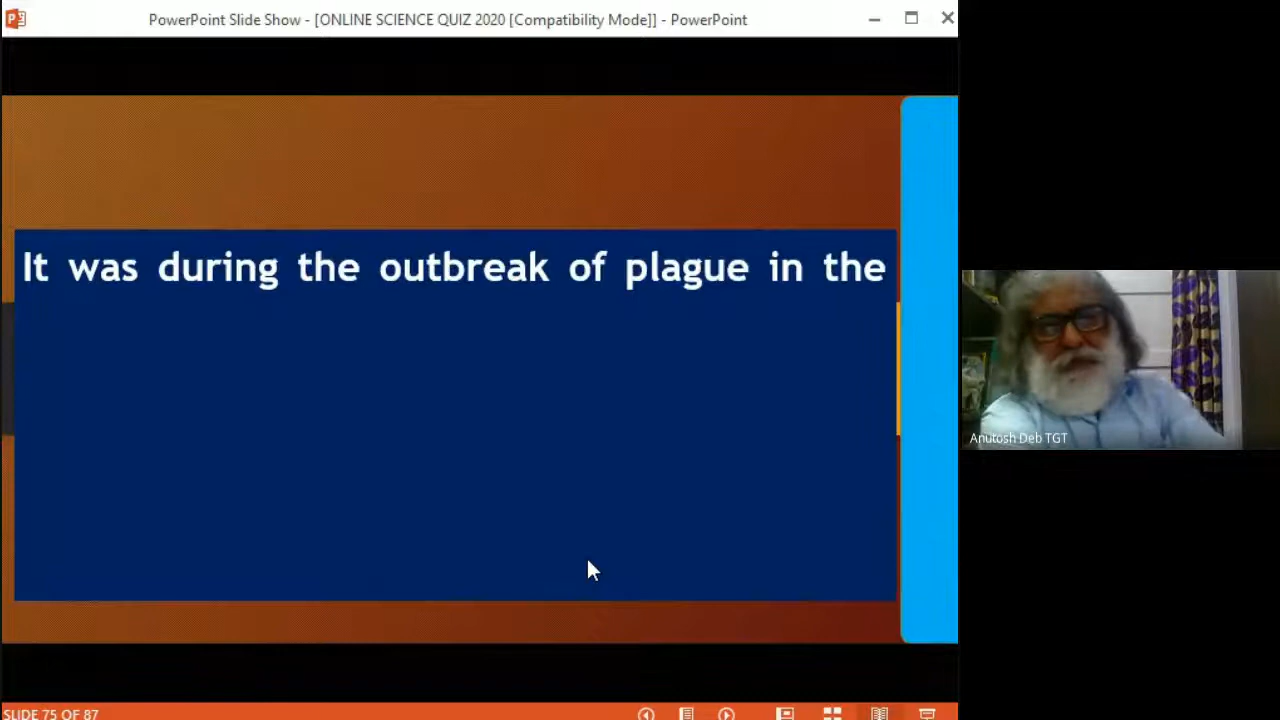 PowerPoint Slide Show - [ONLINE SCIENCE QUIZ 2020 [Compatibility Mode]] - PowerPoint
It was during the outbreak of plague in the
Anutosh Deb TGT
SLIDE 75 OF 87